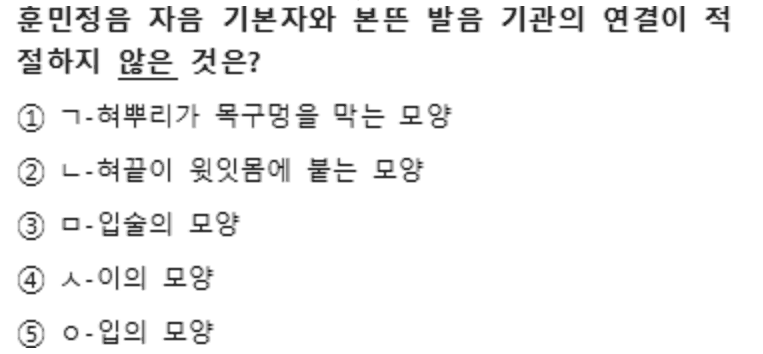 훈민정음 자음 기본자와 본뜬 발음 기관의 연결이 적
절하지 않은 것은?
① ㄱ-혀뿌리가 목구멍을 막는 모양
② ㄴ-혀끝이 윗잇몸에 붙는 모양
③ ㅁ-입술의 모양
④ ㅅ-이의 모양
⑤ ㅇ-입의 모양